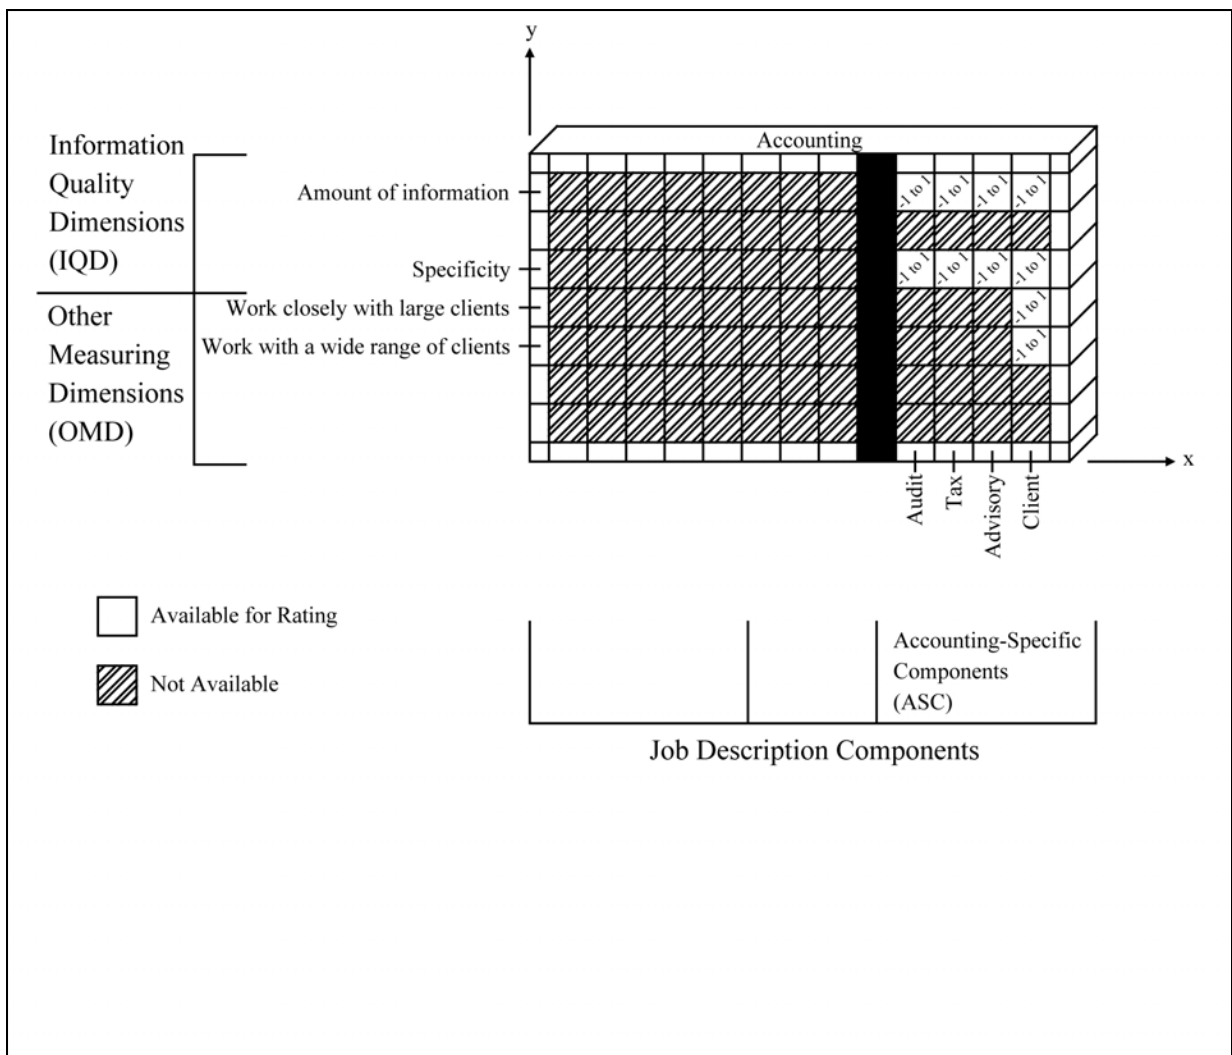 y
Accounting
Information
Quality
Dimensions
(IQD)
Other
Measuring
Dimensions
(OMD)
Amount of information
-1 to 1 -1 to 1 -1 to 1 -1 to 1
Specificity
-1 to 1 -1 to 1 -1 to 1 -1 to 1
Work closely with large clients
-1 to 1
Work with a wide range of clients
-1 to 1
x
Audit
Tax
Advisory
Client
Available for Rating
Not Available
Accounting-Specific
Components
(ASC)
Job Description Components